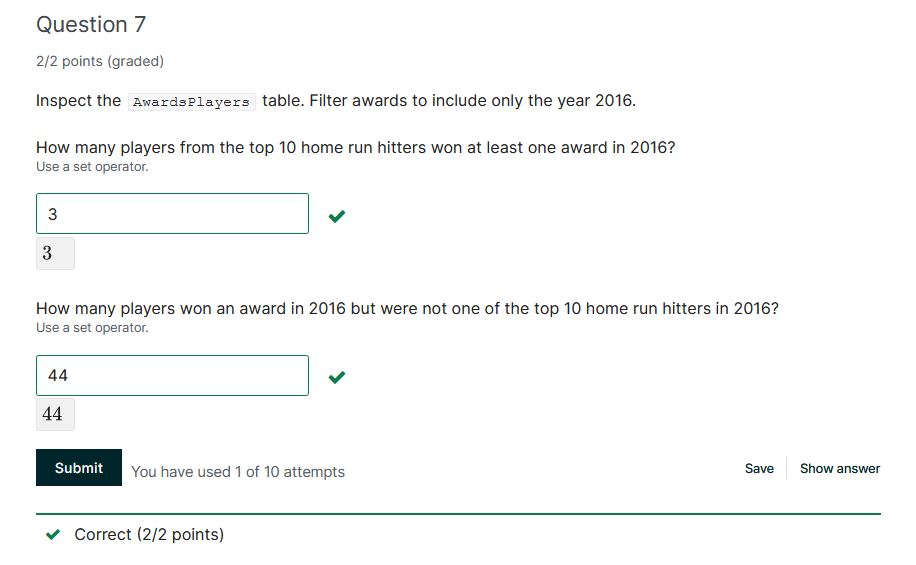 Question 7
2/2 points (graded)
Inspect the AwardsPlayers table. Filter awards to include only the year 2016.
How many players from the top 10 home run hitters won at least one award in 2016?
Use a set operator.
3
3
How many players won an award in 2016 but were not one of the top 10 home run hitters in 2016?
Use a set operator.
44
44
Submit You have used 1 of 10 attempts Save Show answer
Correct (2/2 points)